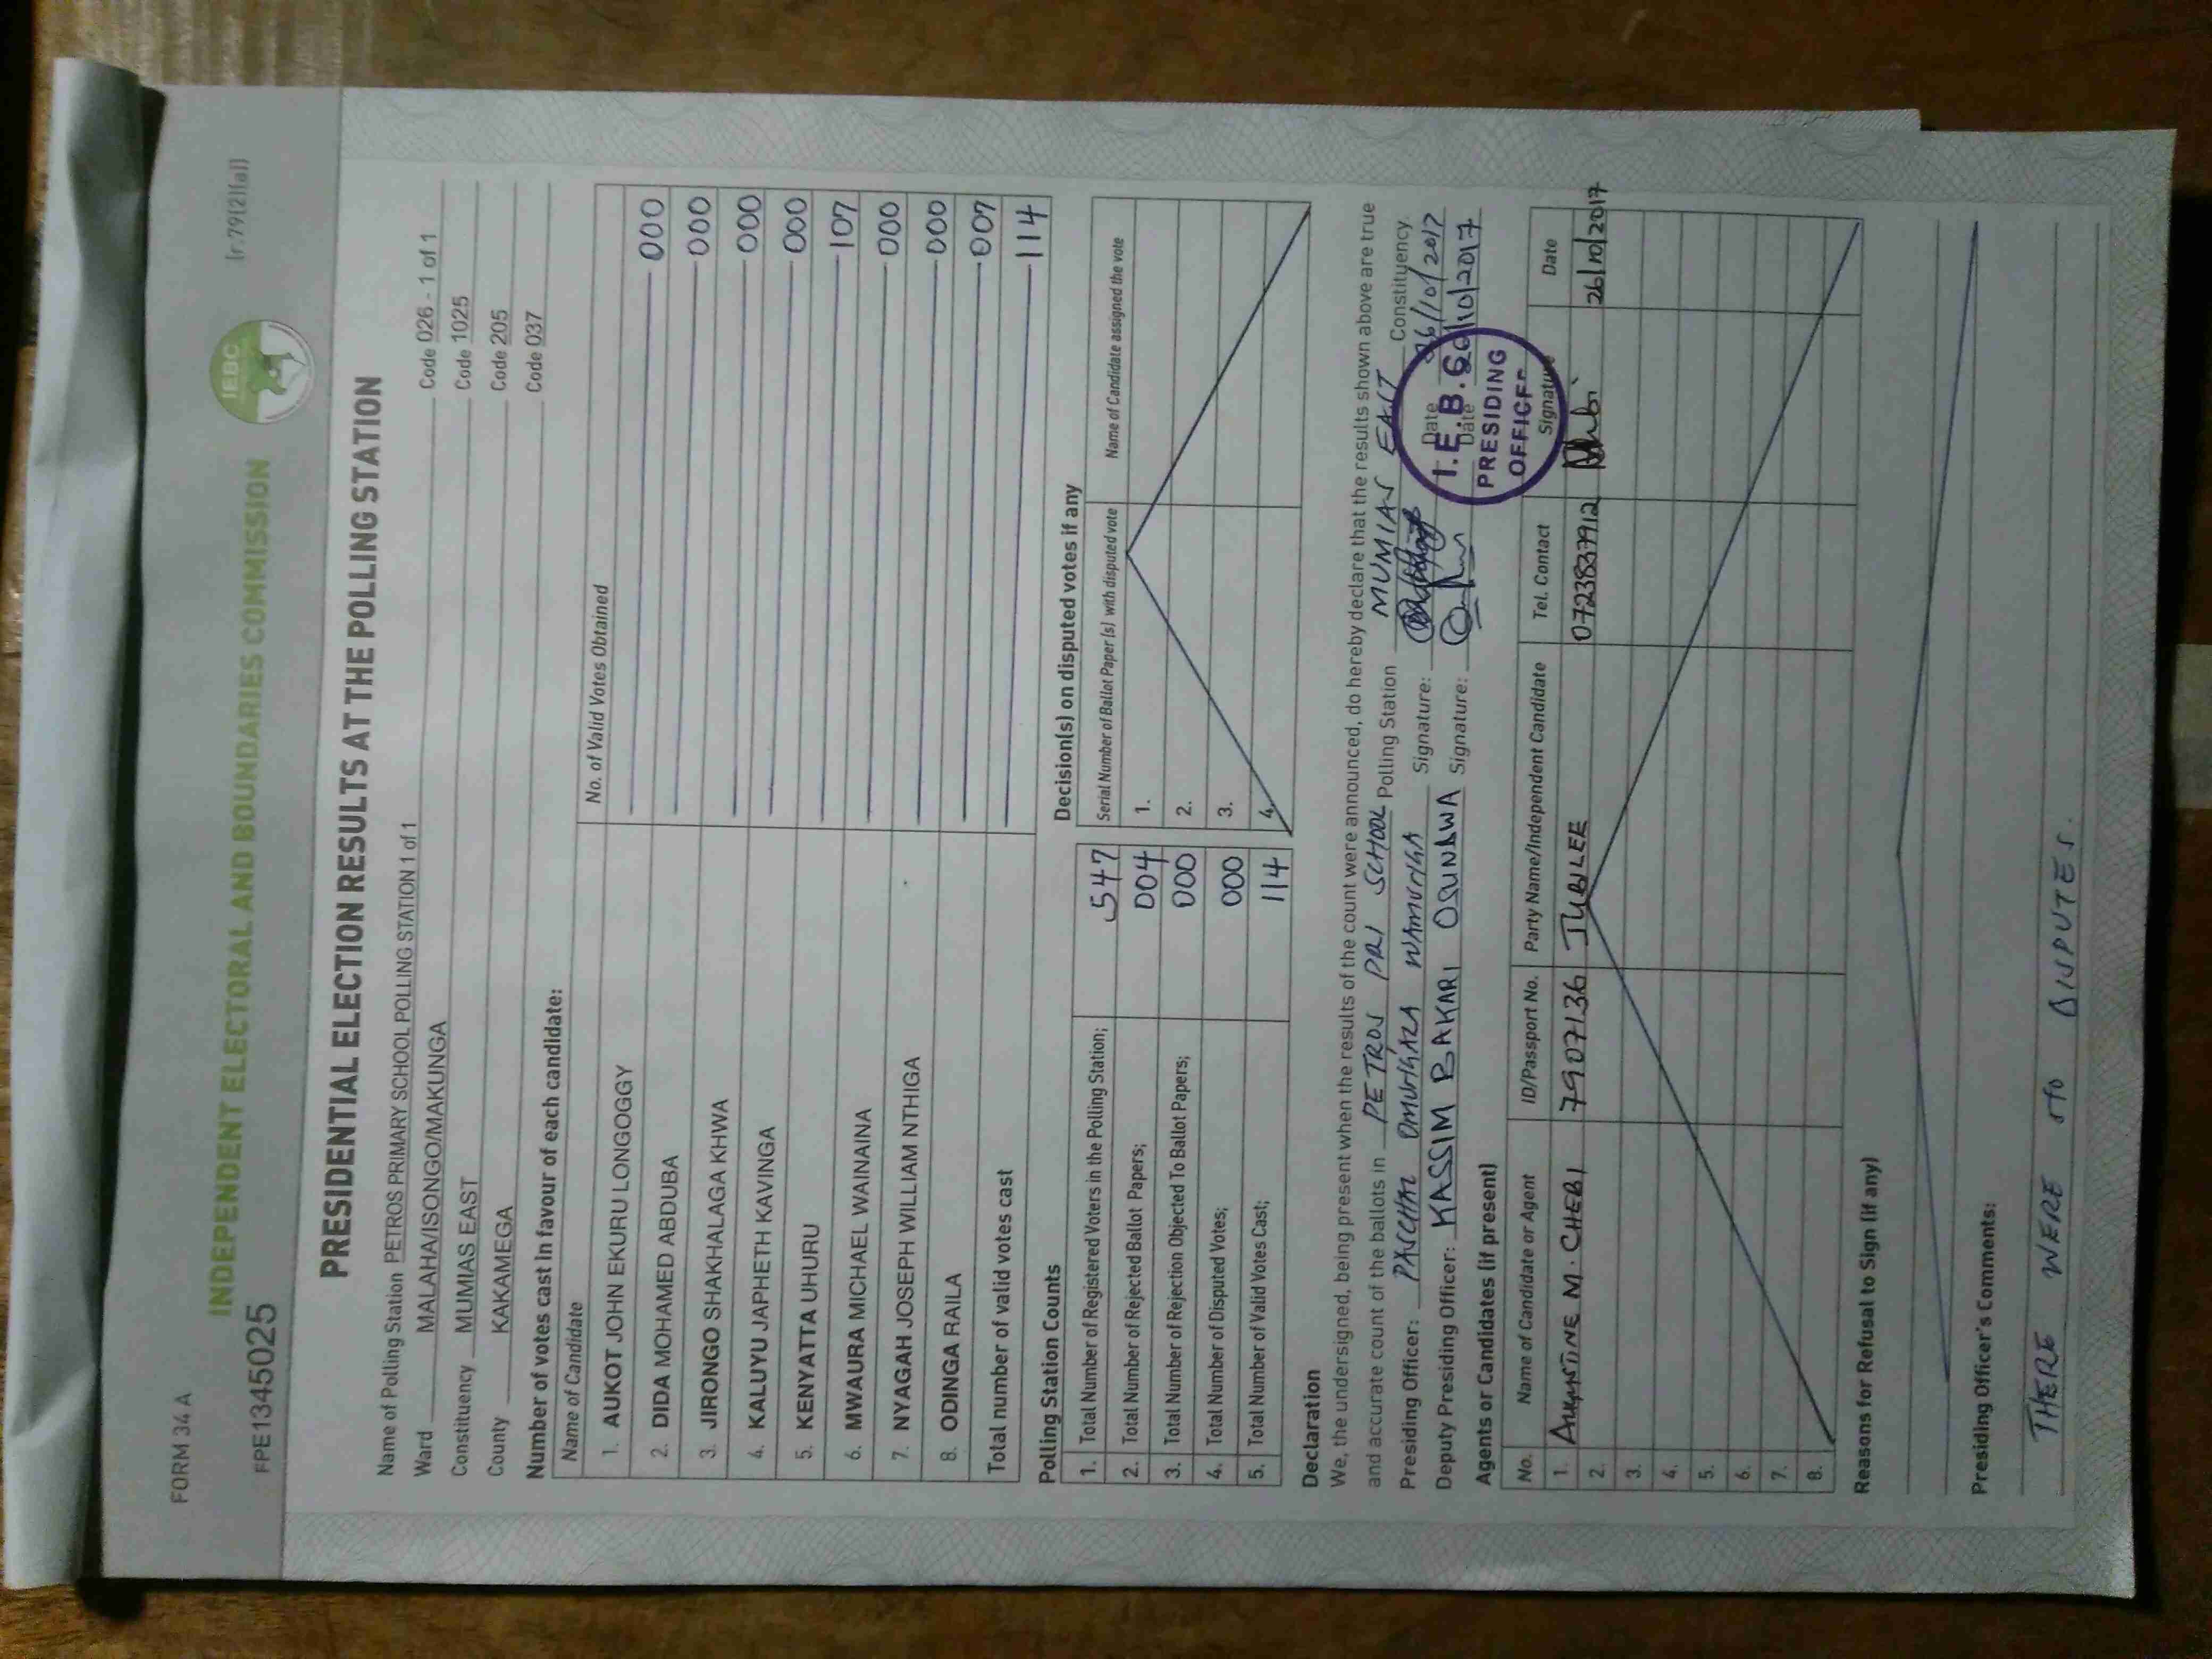 FORM 34 A
[r.79(2)(a)]
IEBC
INDEPENDENT ELECTORAL AND BOUNDARIES COMMISSION
FPE1345025
PRESIDENTIAL ELECTION RESULTS AT THE POLLING STATION
Name of Polling Station PETROS PRIMARY SCHOOL POLLING STATION 1 of 1 Code 026 - 1 of 1
Ward MALAHA/ISONGO/MAKUNGA Code 1025
Constituency MUMIAS EAST Code 205
County KAKAMEGA Code 037
Number of votes cast in favour of each candidate:
Name of Candidate No. of Valid Votes Obtained
1. AUKOT JOHN EKURU LONGOGGY 000
2. DIDA MOHAMED ABDUBA 000
3. JIRONGO SHAKHALAGA KHWA 000
4. KALUYU JAPHETH KAVINGA 000
5. KENYATTA UHURU 107
6. MWAURA MICHAEL WAINAINA 000
7. NYAGAH JOSEPH WILLIAM NTHIGA 000
8. ODINGA RAILA 007
Total number of valid votes cast 114
Polling Station Counts
1. Total Number of Registered Voters in the Polling Station; 547
2. Total Number of Rejected Ballot Papers; 004
3. Total Number of Rejection Objected To Ballot Papers; 000
4. Total Number of Disputed Votes; 000
5. Total Number of Valid Votes Cast; 114
Decision(s) on disputed votes if any
Serial Number of Ballot Paper (s) with disputed vote Name of Candidate assigned the vote
1.
2.
3.
4.
Declaration
We, the undersigned, being present when the results of the count were announced, do hereby declare that the results shown above are true
and accurate count of the ballots in PETROS PRI SCHOOL Polling Station MUMIAS EAST Constituency.
Presiding Officer: PASCHAL OMUHGAZA WAMUNGA Signature: Date 26/10/2017
Deputy Presiding Officer: KASSIM BAKARI OSUNDWA Signature: Date 26/10/2017
I.E.B.C
PRESIDING
OFFICER
Agents or Candidates (if present)
No. Name of Candidate or Agent ID/Passport No. Party Name/Independent Candidate Tel. Contact Signature Date
1. AUGUSTINE M. CHEBI 7907136 JUBLEE 0723837912 26/10/2017
2.
3.
4.
5.
6.
7.
8.
Reasons for Refusal to Sign (if any)
Presiding Officer's Comments:
THERE WERE no DISPUTES.